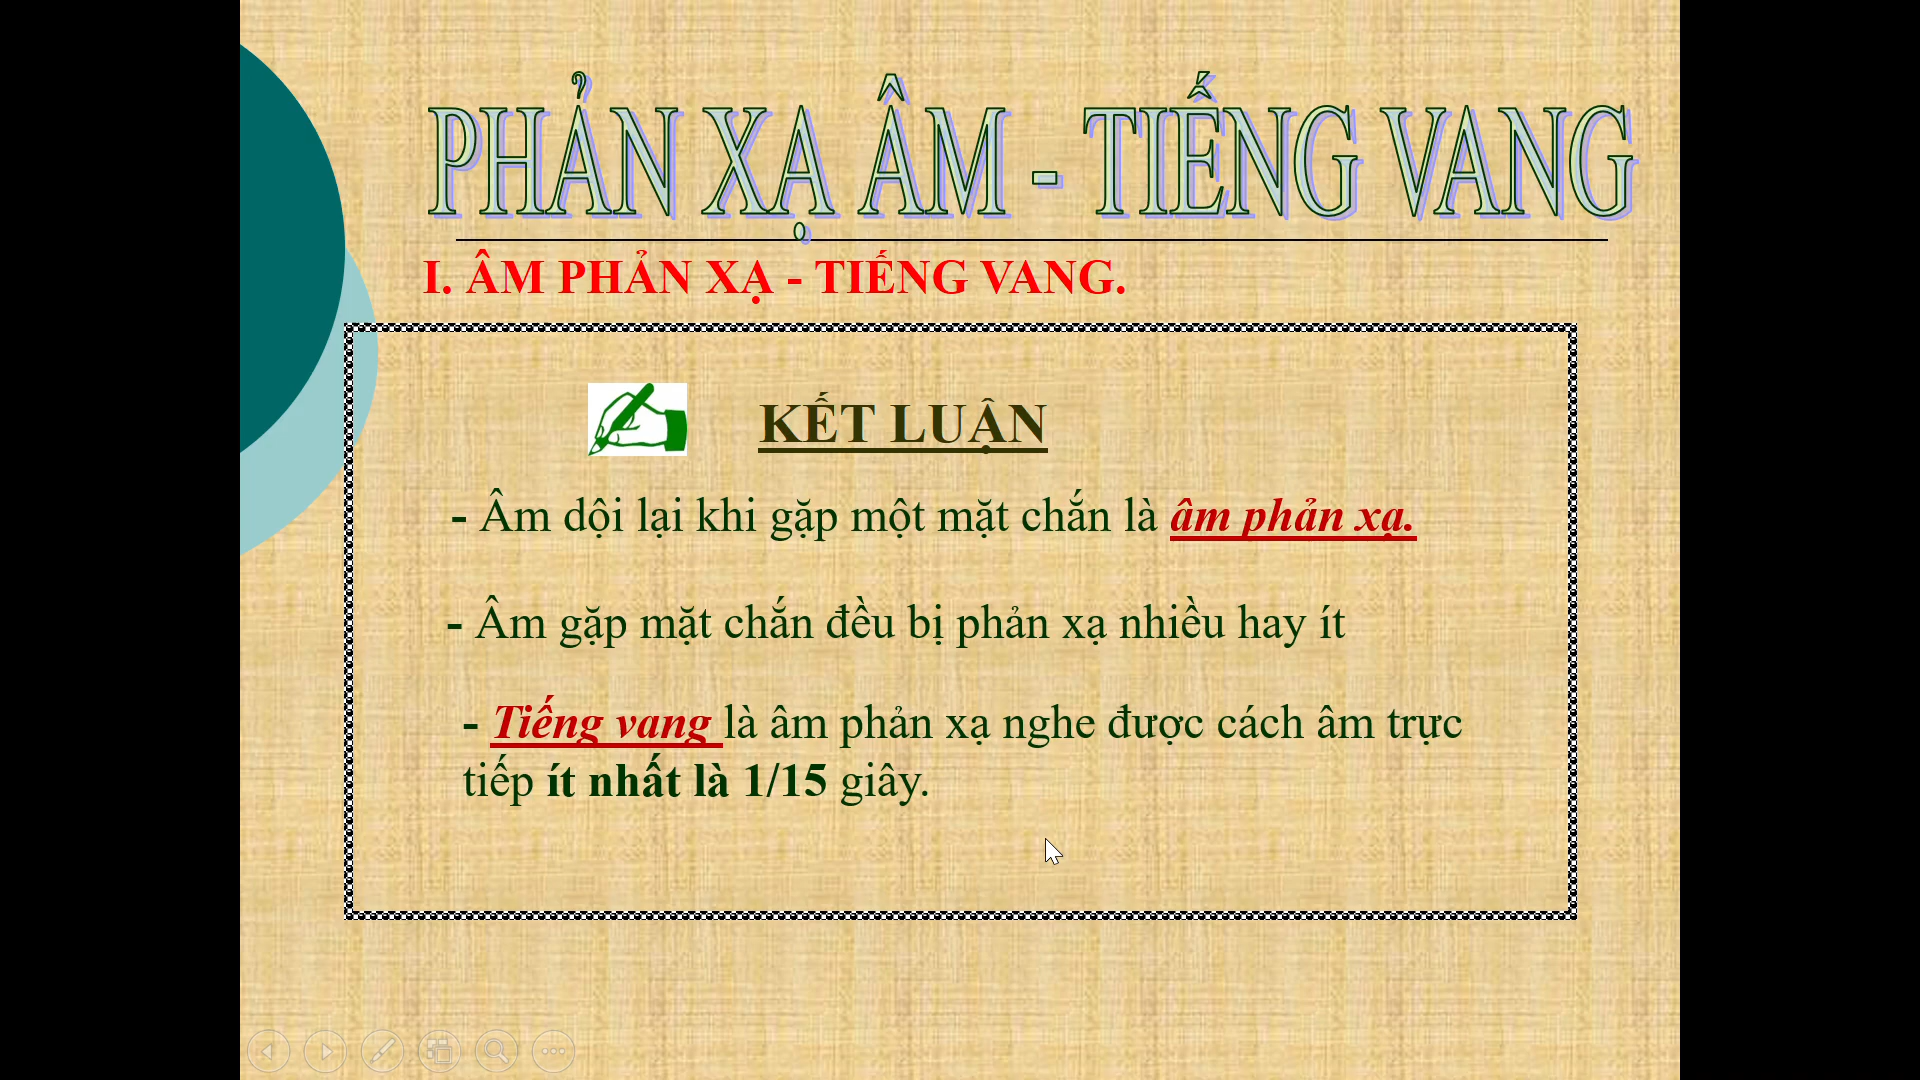 PHẢN XẠ ÂM - TIẾNG VANG
I. ÂM PHẢN XẠ - TIẾNG VANG.
KẾT LUẬN
- Âm dội lại khi gặp một mặt chắn là âm phản xạ.
- Âm gặp mặt chắn đều bị phản xạ nhiều hay ít
- Tiếng vang là âm phản xạ nghe được cách âm trực
tiếp ít nhất là 1/15 giây.